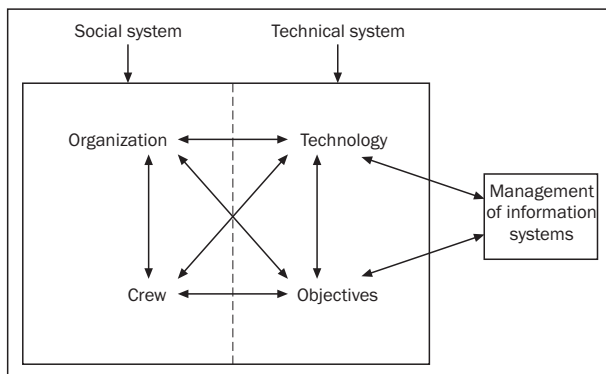 Social system
Technical system
Organization
Technology
Management
of information
systems
Crew
Objectives